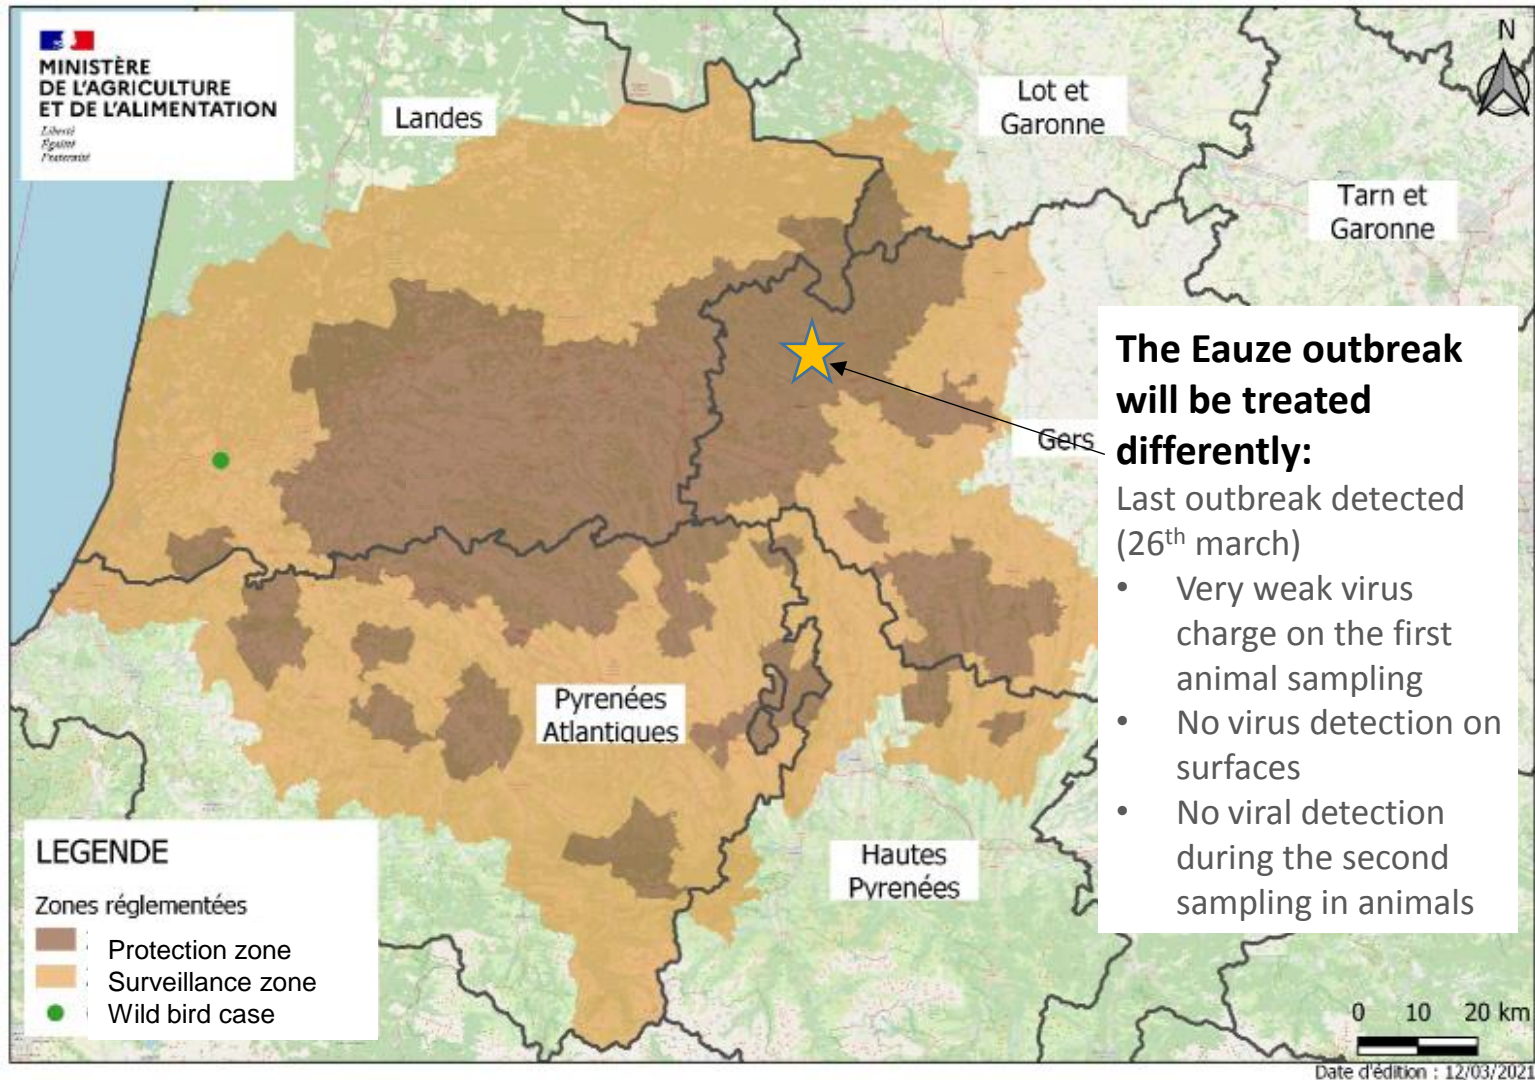 MINISTÈRE
DE L'AGRICULTURE
ET DE L'ALIMENTATION
Liberté
Égalité
Fraternité
Landes
Lot et
Garonne
N
Tarn et
Garonne
Gers
The Eauze outbreak
will be treated
differently:
Last outbreak detected
(26th march)
• Very weak virus
charge on the first
animal sampling
• No virus detection on
surfaces
• No viral detection
during the second
sampling in animals
Pyrenées
Atlantiques
Hautes
Pyrenées
LEGENDE
Zones réglementées
Protection zone
Surveillance zone
Wild bird case
0 10 20 km
Date d'édition : 12/03/2021